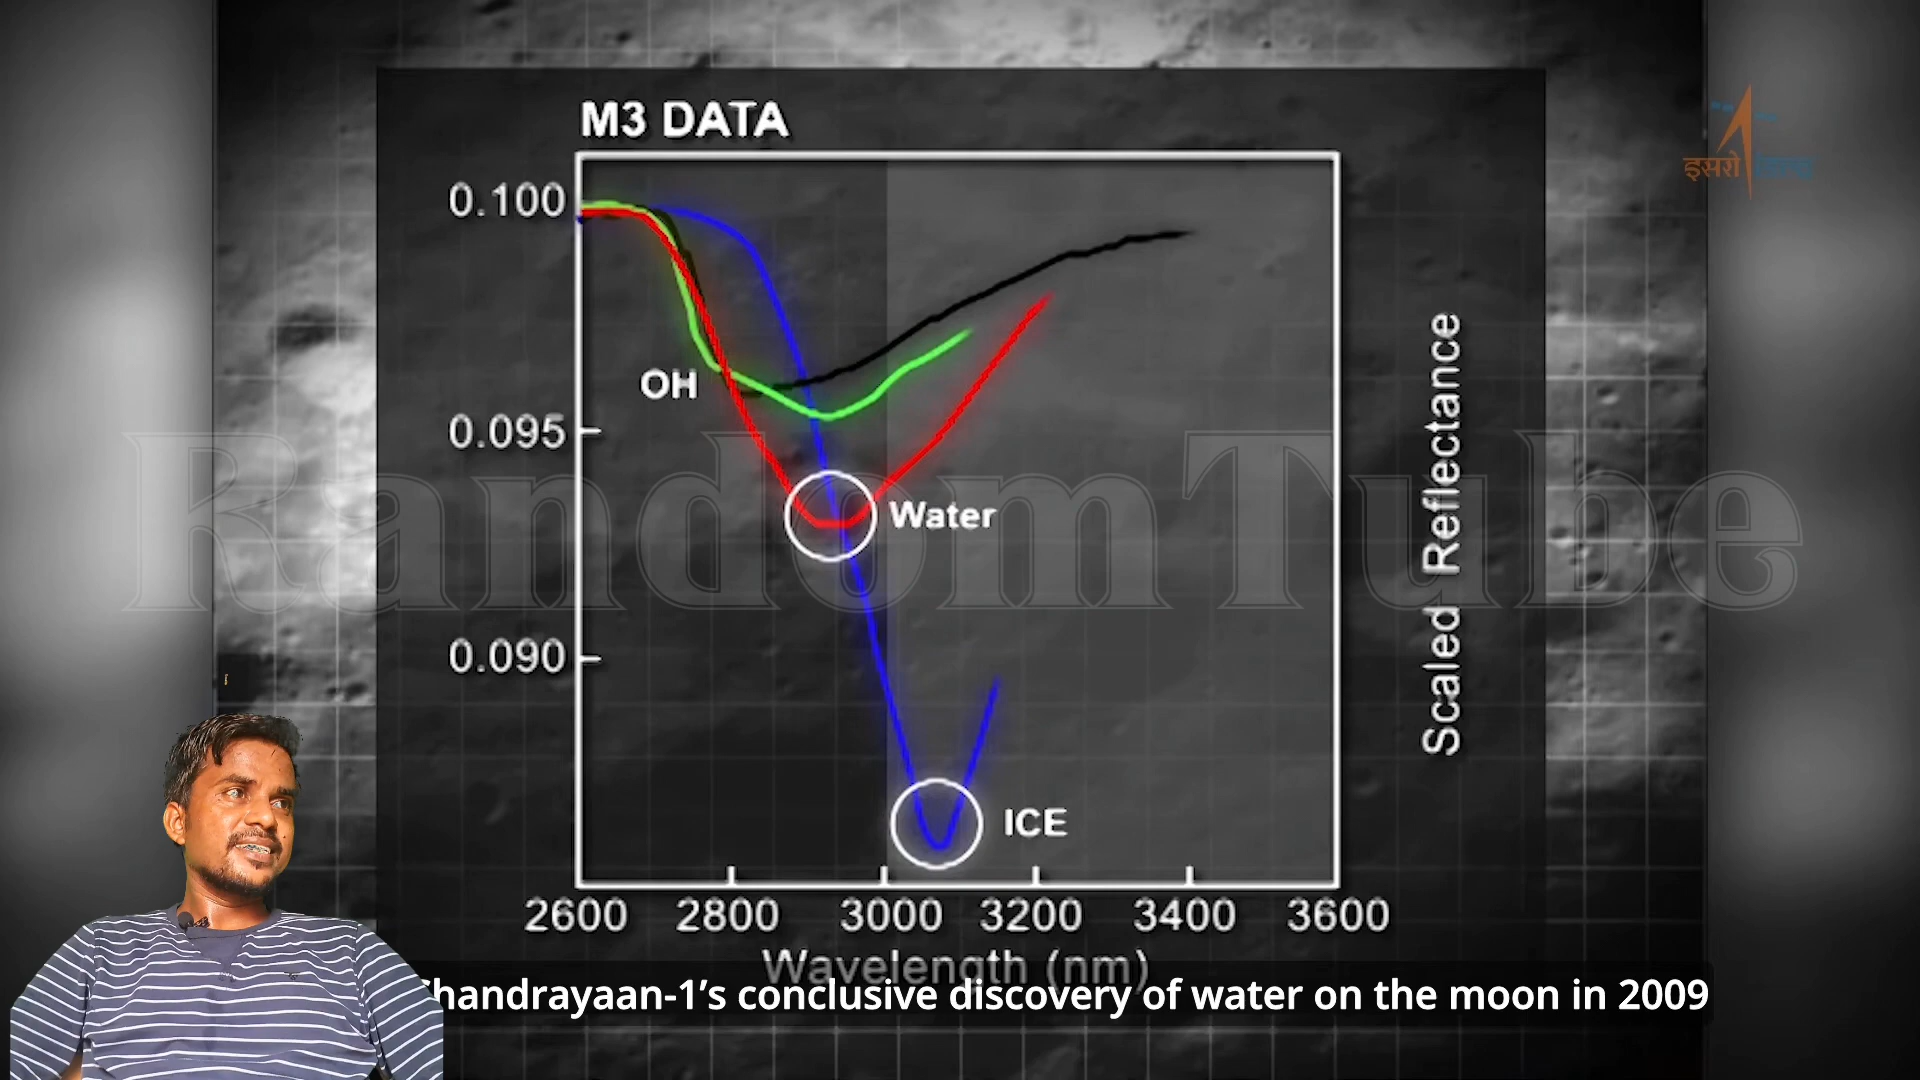 M3 DATA
0.100
इसरो
OH
0.095
RandomTube
Water
0.090
Scaled Reflectance
ICE
2600 2800 3000 3200 3400 3600
Wavelength (nm)
Chandrayaan-1’s conclusive discovery of water on the moon in 2009